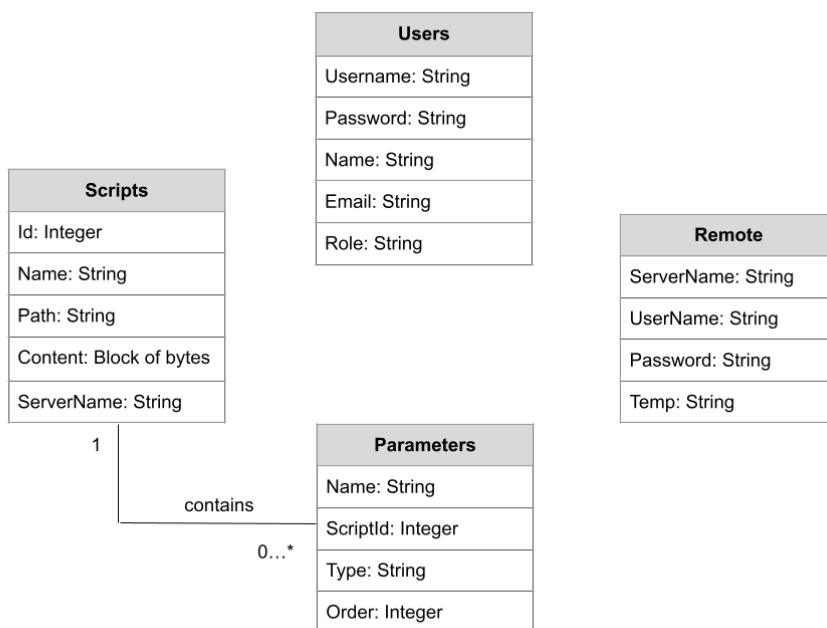 Users
Username: String
Password: String
Name: String
Email: String
Role: String
Scripts
Id: Integer
Name: String
Path: String
Content: Block of bytes
ServerName: String
Remote
ServerName: String
UserName: String
Password: String
Temp: String
1
contains
0...*
Parameters
Name: String
ScriptId: Integer
Type: String
Order: Integer